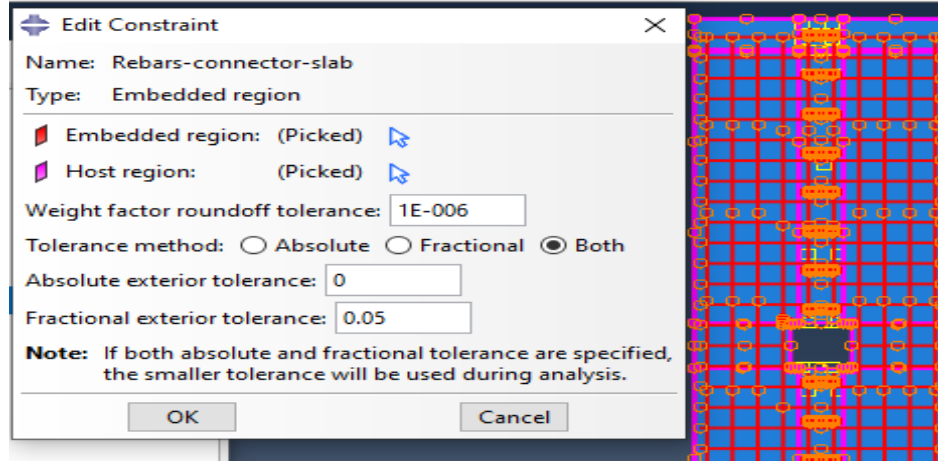 Edit Constraint
Name: Rebars-connector-slab
Type: Embedded region
Embedded region: (Picked)
Host region: (Picked)
Weight factor roundoff tolerance: 1E-006
Tolerance method: Absolute Fractional Both
Absolute exterior tolerance: 0
Fractional exterior tolerance: 0.05
Note: If both absolute and fractional tolerance are specified,
the smaller tolerance will be used during analysis.
OK Cancel